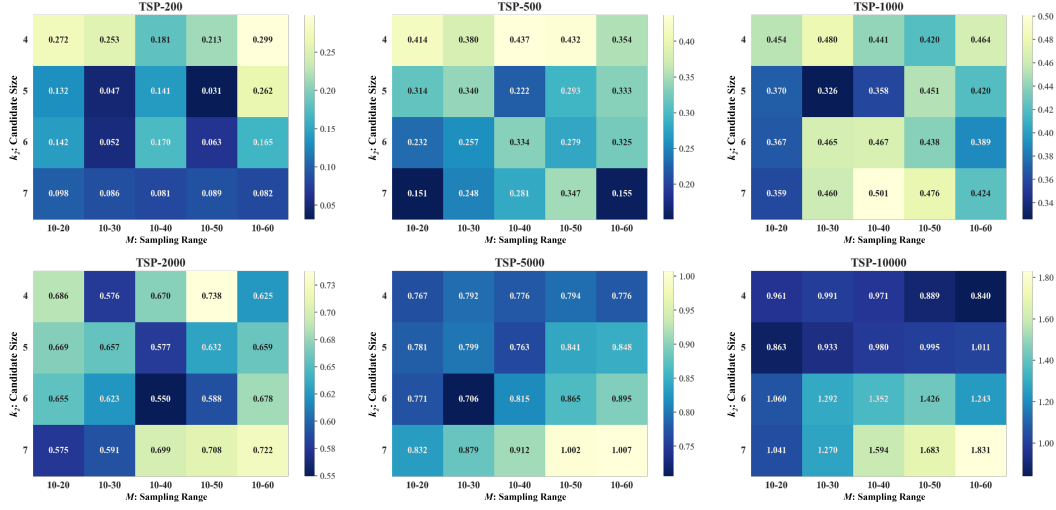 TSP-200
4 0.272 0.253 0.181 0.213 0.299
5 0.132 0.047 0.141 0.031 0.262
6 0.142 0.052 0.170 0.063 0.165
7 0.098 0.086 0.081 0.089 0.082
10-20 10-30 10-40 10-50 10-60
k2: Candidate Size
M: Sampling Range
0.25
0.20
0.15
0.10
0.05
TSP-500
4 0.414 0.380 0.437 0.432 0.354
5 0.314 0.340 0.222 0.293 0.333
6 0.232 0.257 0.334 0.279 0.325
7 0.151 0.248 0.281 0.347 0.155
10-20 10-30 10-40 10-50 10-60
k2: Candidate Size
M: Sampling Range
0.40
0.35
0.30
0.25
0.20
TSP-1000
4 0.454 0.480 0.441 0.420 0.464
5 0.370 0.326 0.358 0.451 0.420
6 0.367 0.465 0.467 0.438 0.389
7 0.359 0.460 0.501 0.476 0.424
10-20 10-30 10-40 10-50 10-60
k2: Candidate Size
M: Sampling Range
0.50
0.48
0.46
0.44
0.42
0.40
0.38
0.36
0.34
TSP-2000
4 0.686 0.576 0.670 0.738 0.625
5 0.669 0.657 0.577 0.632 0.659
6 0.655 0.623 0.550 0.588 0.678
7 0.575 0.591 0.699 0.708 0.722
10-20 10-30 10-40 10-50 10-60
k2: Candidate Size
M: Sampling Range
0.73
0.70
0.68
0.65
0.62
0.60
0.58
0.55
TSP-5000
4 0.767 0.792 0.776 0.794 0.776
5 0.781 0.799 0.763 0.841 0.848
6 0.771 0.706 0.815 0.865 0.895
7 0.832 0.879 0.912 1.002 1.007
10-20 10-30 10-40 10-50 10-60
k2: Candidate Size
M: Sampling Range
1.00
0.95
0.90
0.85
0.80
0.75
TSP-10000
4 0.961 0.991 0.971 0.889 0.840
5 0.863 0.933 0.980 0.995 1.011
6 1.060 1.292 1.352 1.426 1.243
7 1.041 1.270 1.594 1.683 1.831
10-20 10-30 10-40 10-50 10-60
k2: Candidate Size
M: Sampling Range
1.80
1.60
1.40
1.20
1.00